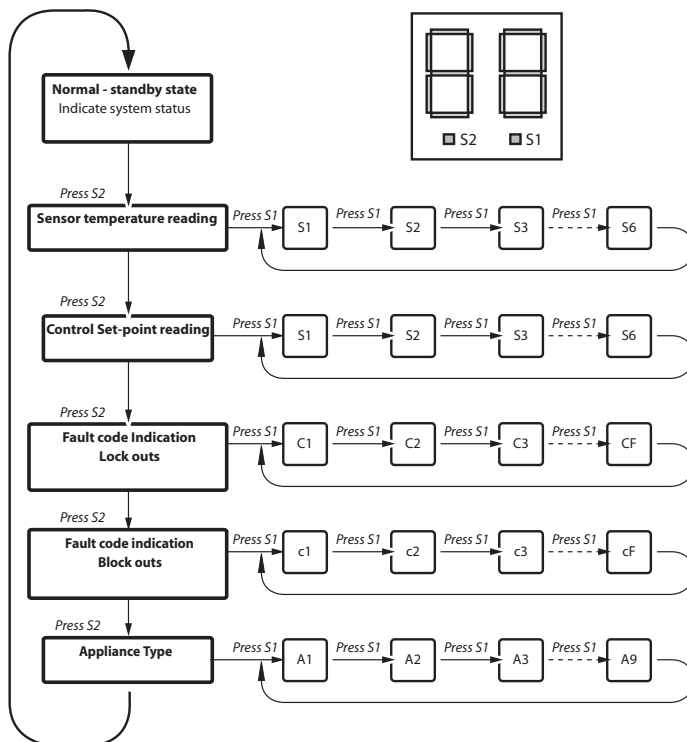 Normal - standby state
Indicate system status
S2 S1
Press S2
Sensor temperature reading
Press S1 S1 Press S1 S2 Press S1 S3 Press S1 S6
Press S2
Control Set-point reading
Press S1 S1 Press S1 S2 Press S1 S3 Press S1 S6
Press S2
Fault code Indication
Lock outs
Press S1 C1 Press S1 C2 Press S1 C3 Press S1 CF
Press S2
Fault code indication
Block outs
Press S1 c1 Press S1 c2 Press S1 c3 Press S1 cF
Press S2
Appliance Type
Press S1 A1 Press S1 A2 Press S1 A3 Press S1 A9